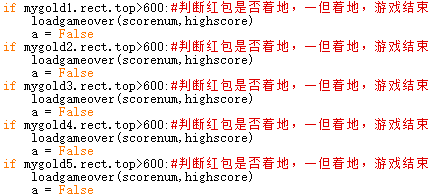 if mygold1.rect.top>600:#判断红包是否着地，一但着地，游戏结束
loadgameover(scorenum,highscore)
a = False
if mygold2.rect.top>600:#判断红包是否着地，一但着地，游戏结束
loadgameover(scorenum,highscore)
a = False
if mygold3.rect.top>600:#判断红包是否着地，一但着地，游戏结束
loadgameover(scorenum,highscore)
a = False
if mygold4.rect.top>600:#判断红包是否着地，一但着地，游戏结束
loadgameover(scorenum,highscore)
a = False
if mygold5.rect.top>600:#判断红包是否着地，一但着地，游戏结束
loadgameover(scorenum,highscore)
a = False